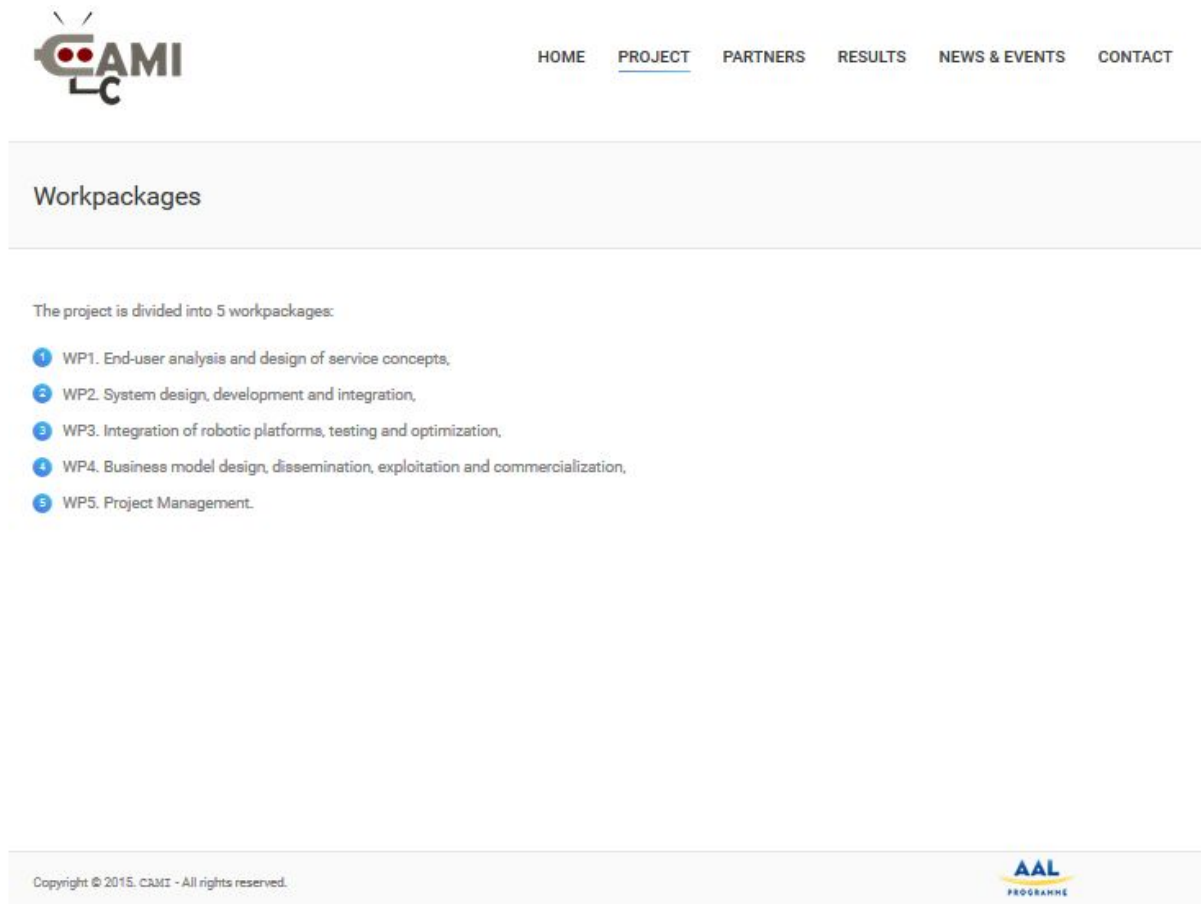 CAMI
C
HOME PROJECT PARTNERS RESULTS NEWS & EVENTS CONTACT
Workpackages
The project is divided into 5 workpackages:
1 WP1. End-user analysis and design of service concepts,
2 WP2. System design, development and integration,
3 WP3. Integration of robotic platforms, testing and optimization,
4 WP4. Business model design, dissemination, exploitation and commercialization,
5 WP5. Project Management.
Copyright © 2015. CAMI - All rights reserved.
AAL
PROGRAMME